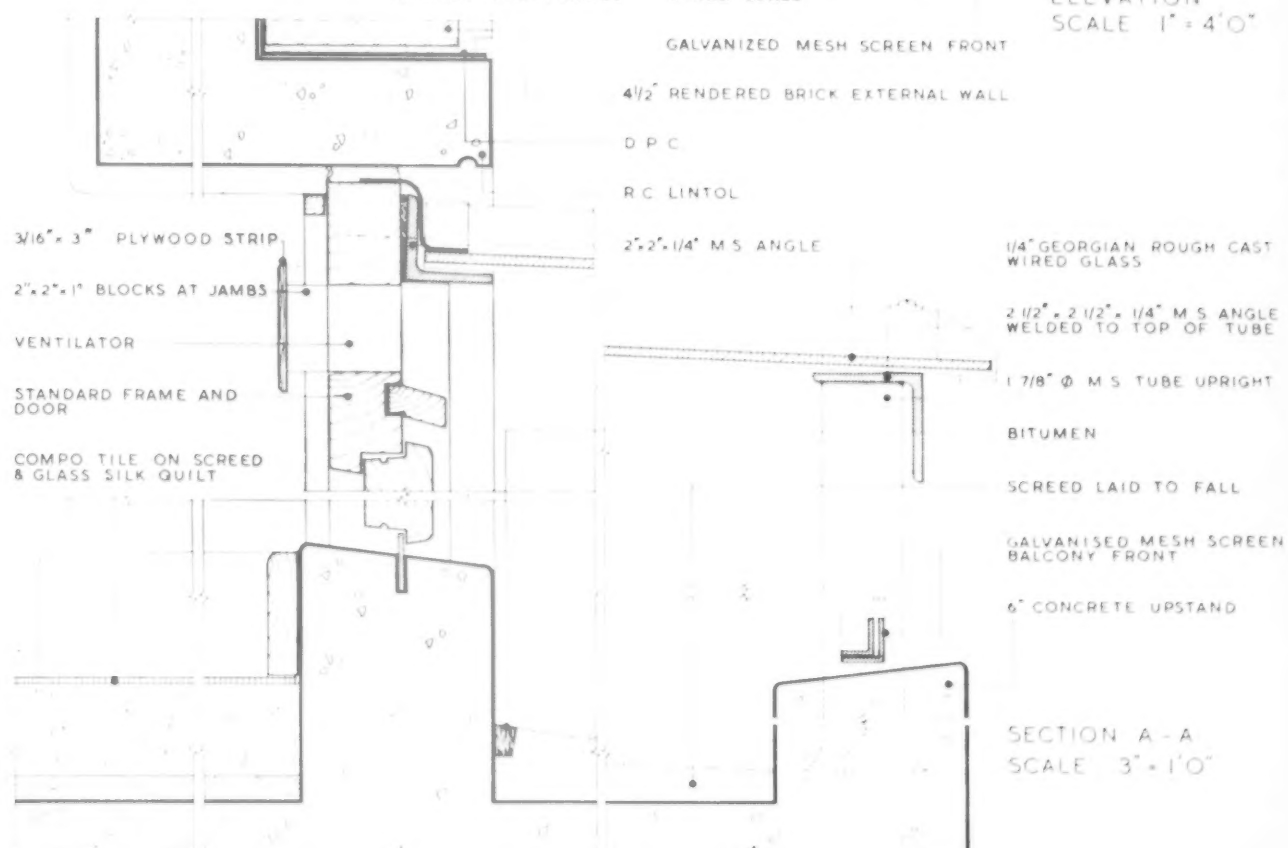 ELEVATION
SCALE 1" = 4'0"
GALVANIZED MESH SCREEN FRONT
4 1/2" RENDERED BRICK EXTERNAL WALL
D P C
R C LINTOL
2"×2"×1/4" M S ANGLE
3/16"× 3" PLYWOOD STRIP
2"×2"×1" BLOCKS AT JAMBS
VENTILATOR
STANDARD FRAME AND
DOOR
COMPO TILE ON SCREED
& GLASS SILK QUILT
1/4" GEORGIAN ROUGH CAST
WIRED GLASS
2 1/2" × 2 1/2" × 1/4" M S ANGLE
WELDED TO TOP OF TUBE
1 7/8" Ø M S TUBE UPRIGHT
BITUMEN
SCREED LAID TO FALL
GALVANISED MESH SCREEN
BALCONY FRONT
6" CONCRETE UPSTAND
SECTION A - A
SCALE 3" = 1'0"